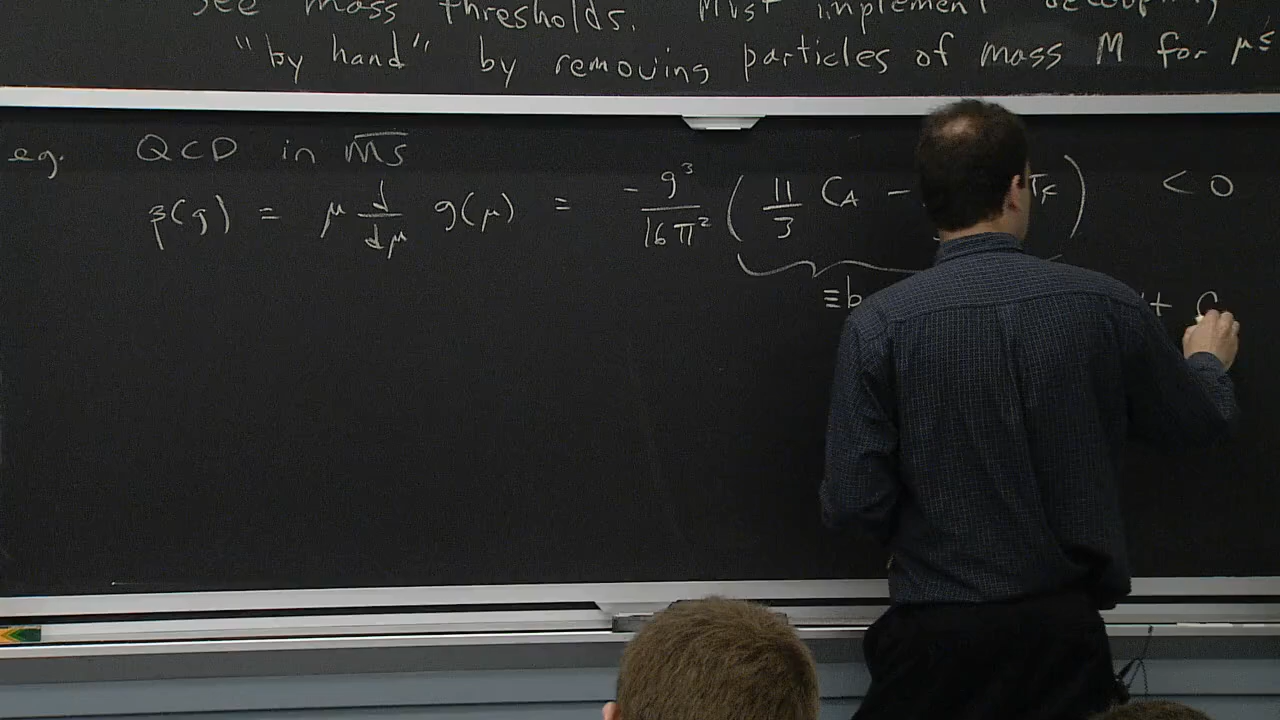 see mass thresholds. Must implement decoupling
"by hand" by removing particles of mass M for μ ≤
eg. QCD in M̅S̅
β(g) = μ d/dμ g(μ) = - g³/16π² ( 11/3 C_A - T_F ) < 0
≡ b +